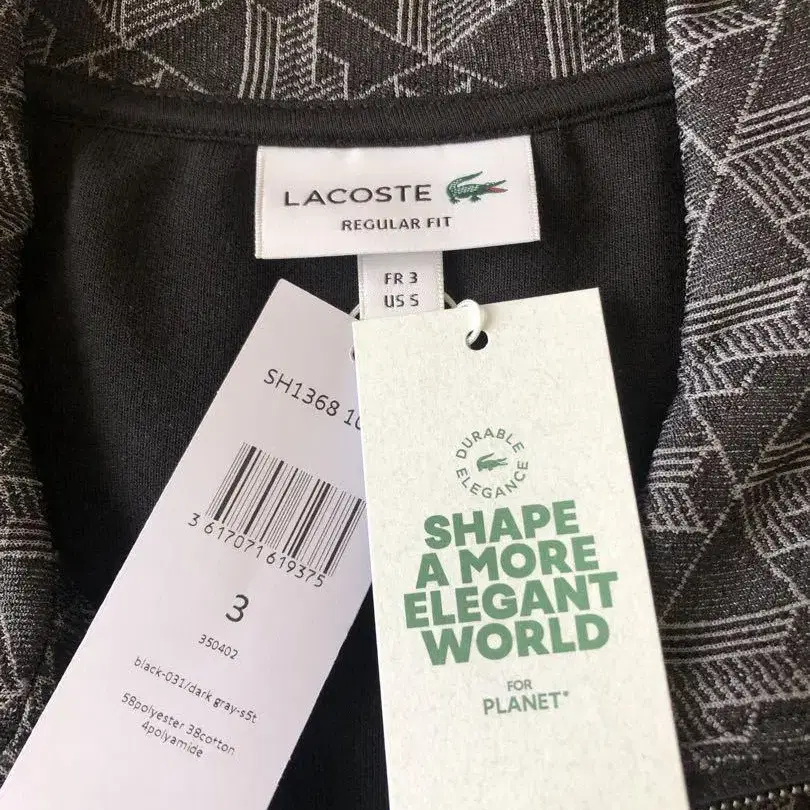 LACOSTE
REGULAR FIT
FR 3
US S
SH1368
3 617071 619375
3
350402
black-031/dark gray-s5t
58polyester 38cotton
4polyamide
DURABLE
ELEGANCE
SHAPE
A MORE
ELEGANT
WORLD
FOR
PLANET*